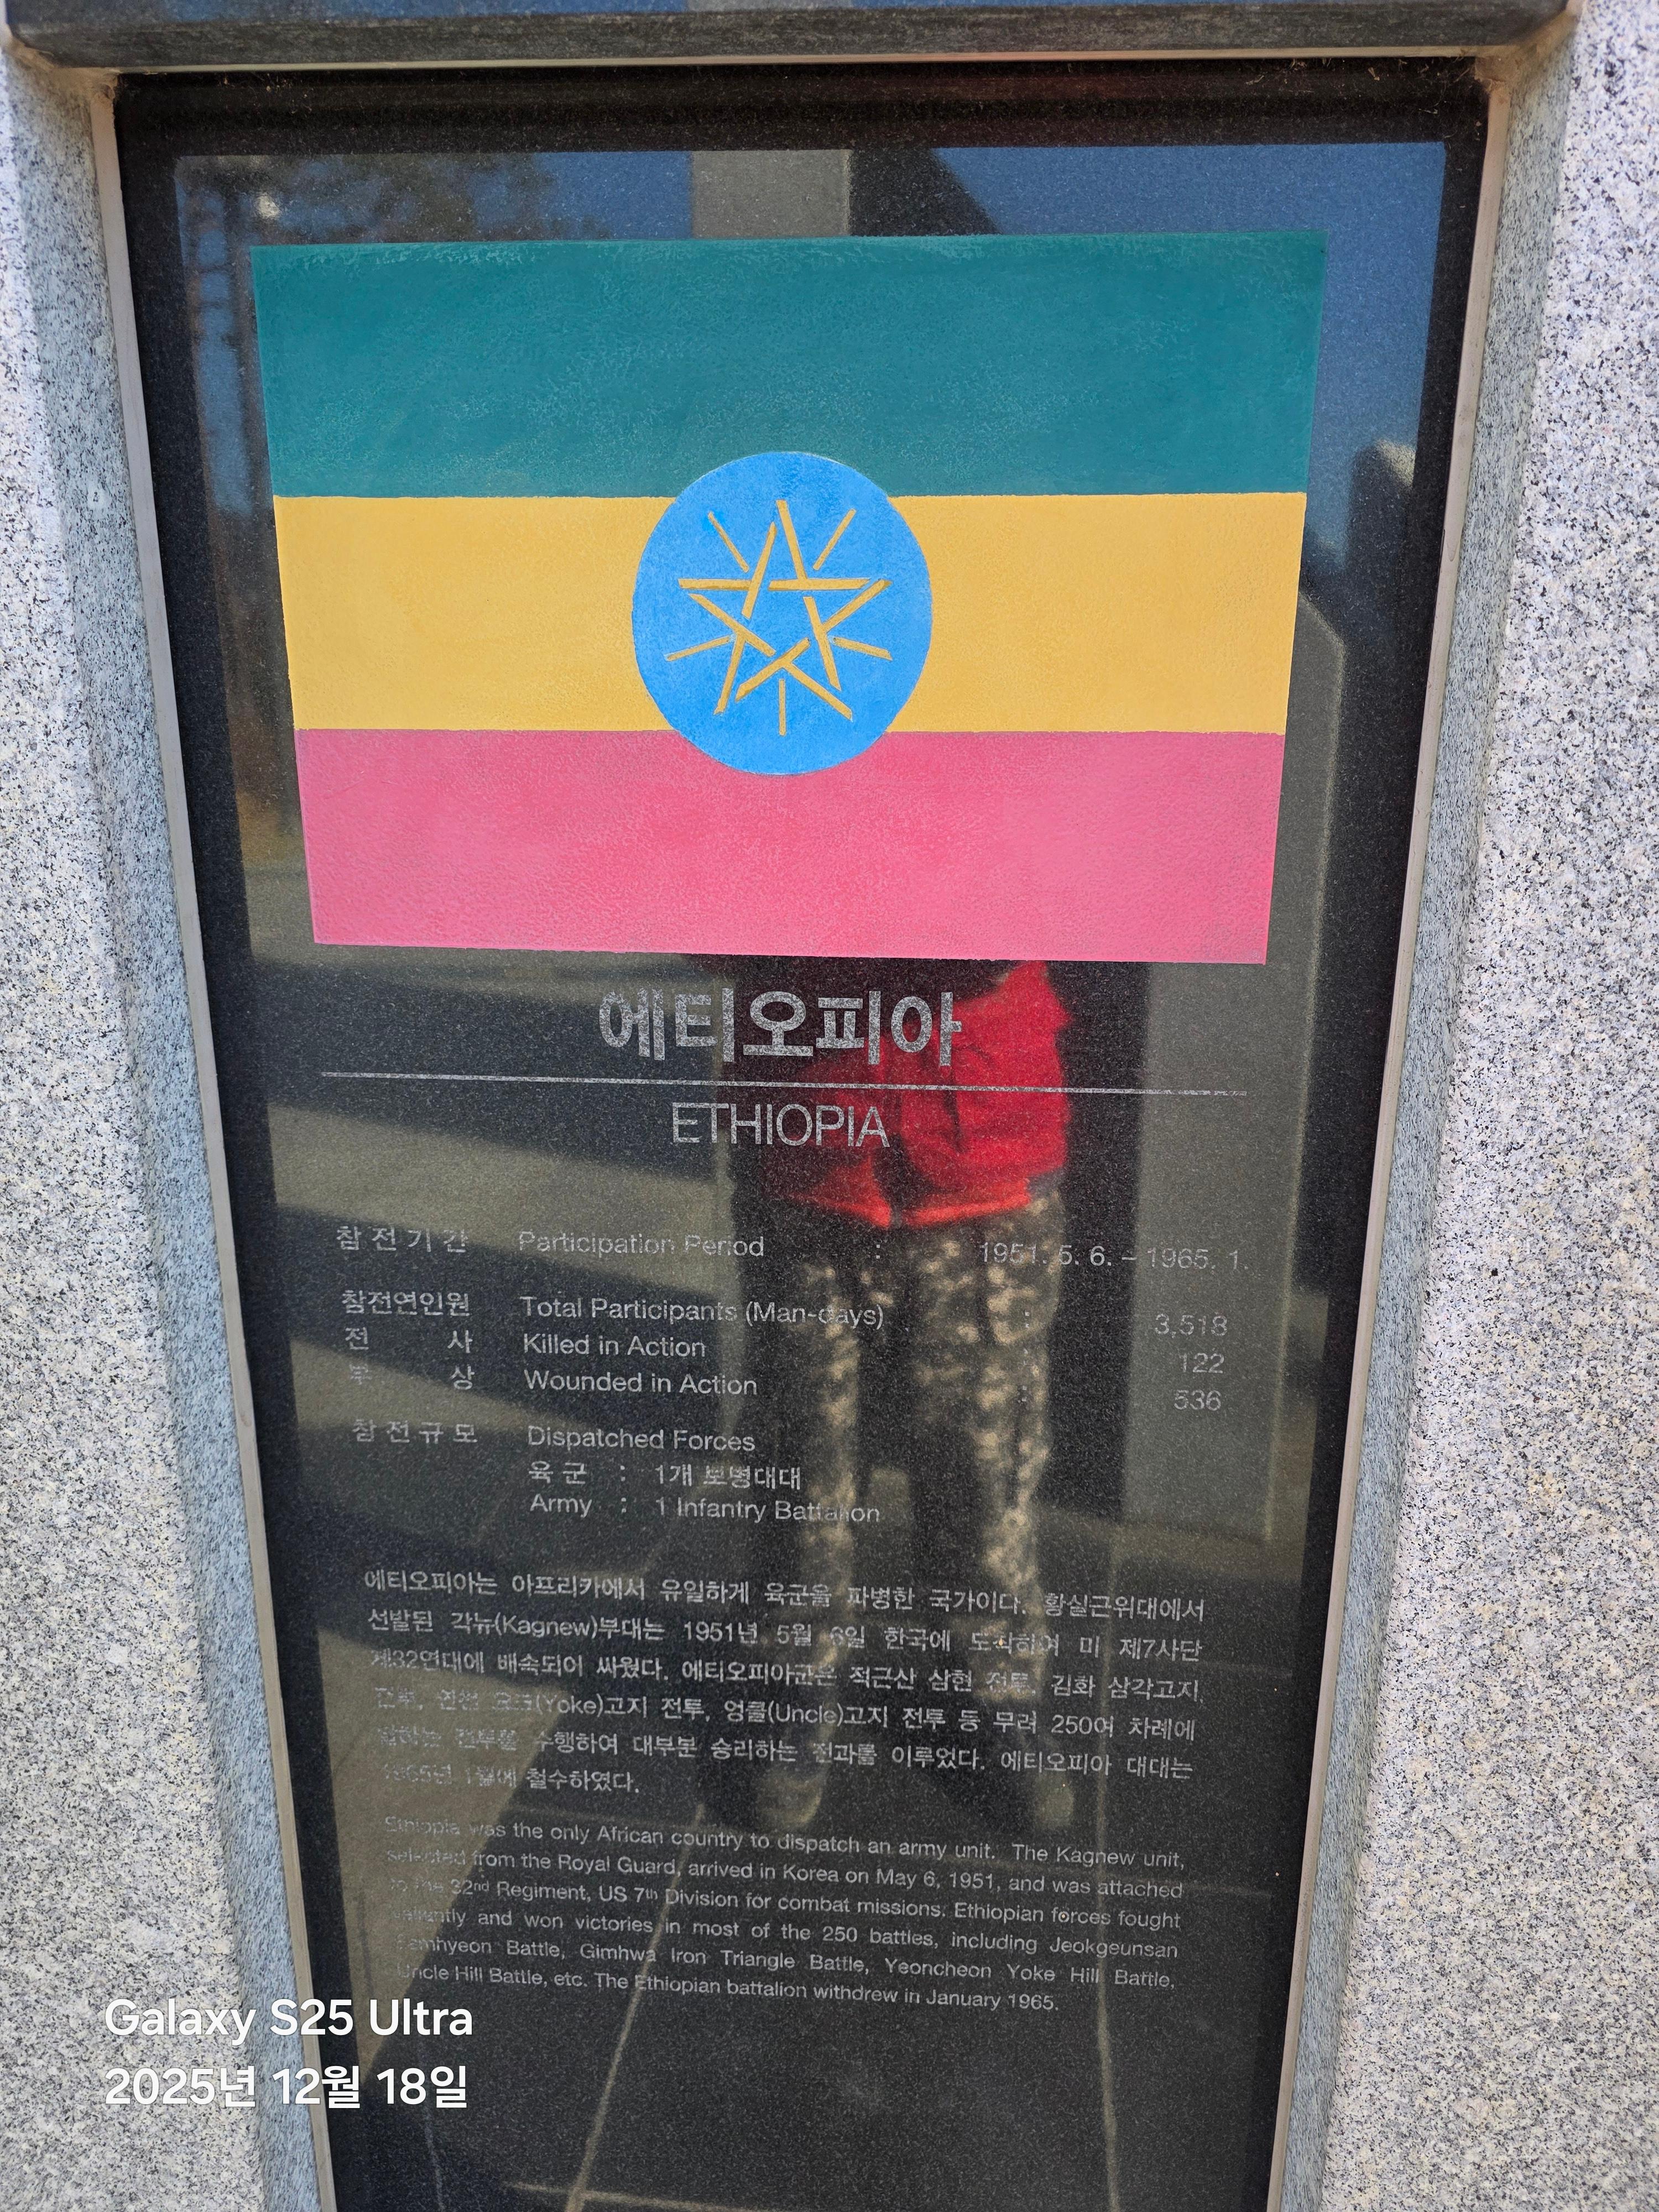 에티오피아
ETHIOPIA
참전기간 Participation Period : 1951. 5. 6. – 1965. 1.
참전연인원 Total Participants (Man-days) : 3,518
전 사 Killed in Action : 122
부 상 Wounded in Action : 536
참전규모 Dispatched Forces
육군 : 1개 보병대대
Army : 1 Infantry Battalion
에티오피아는 아프리카에서 유일하게 육군을 파병한 국가이다. 황실근위대에서
선발된 각뉴(Kagnew)부대는 1951년 5월 6일 한국에 도착하여 미 제7사단
제32연대에 배속되어 싸웠다. 에티오피아군은 적근산 삼현 전투, 김화 삼각고지
전투, 연천 요크(Yoke)고지 전투, 엉클(Uncle)고지 전투 등 무려 250여 차례에
전투를 수행하여 대부분 승리하는 전과를 이루었다. 에티오피아 대대는
1965년 1월에 철수하였다.
Ethiopia was the only African country to dispatch an army unit. The Kagnew unit,
selected from the Royal Guard, arrived in Korea on May 6, 1951, and was attached
to the 32nd Regiment, US 7th Division for combat missions. Ethiopian forces fought
valiantly and won victories in most of the 250 battles, including Jeokgeunsan
Samhyeon Battle, Gimhwa Iron Triangle Battle, Yeoncheon Yoke Hill Battle,
Uncle Hill Battle, etc. The Ethiopian battalion withdrew in January 1965.
Galaxy S25 Ultra
2025년 12월 18일